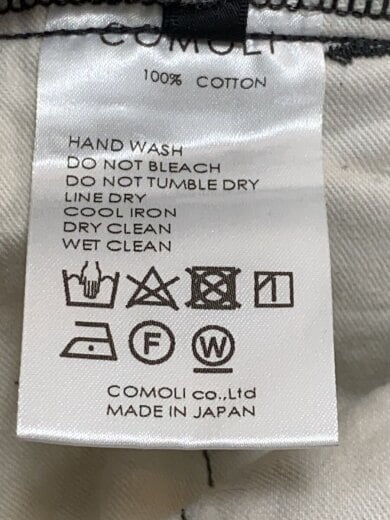 COMOLI
100% COTTON
HAND WASH
DO NOT BLEACH
DO NOT TUMBLE DRY
LINE DRY
COOL IRON
DRY CLEAN
WET CLEAN
F W
COMOLI co.,Ltd
MADE IN JAPAN